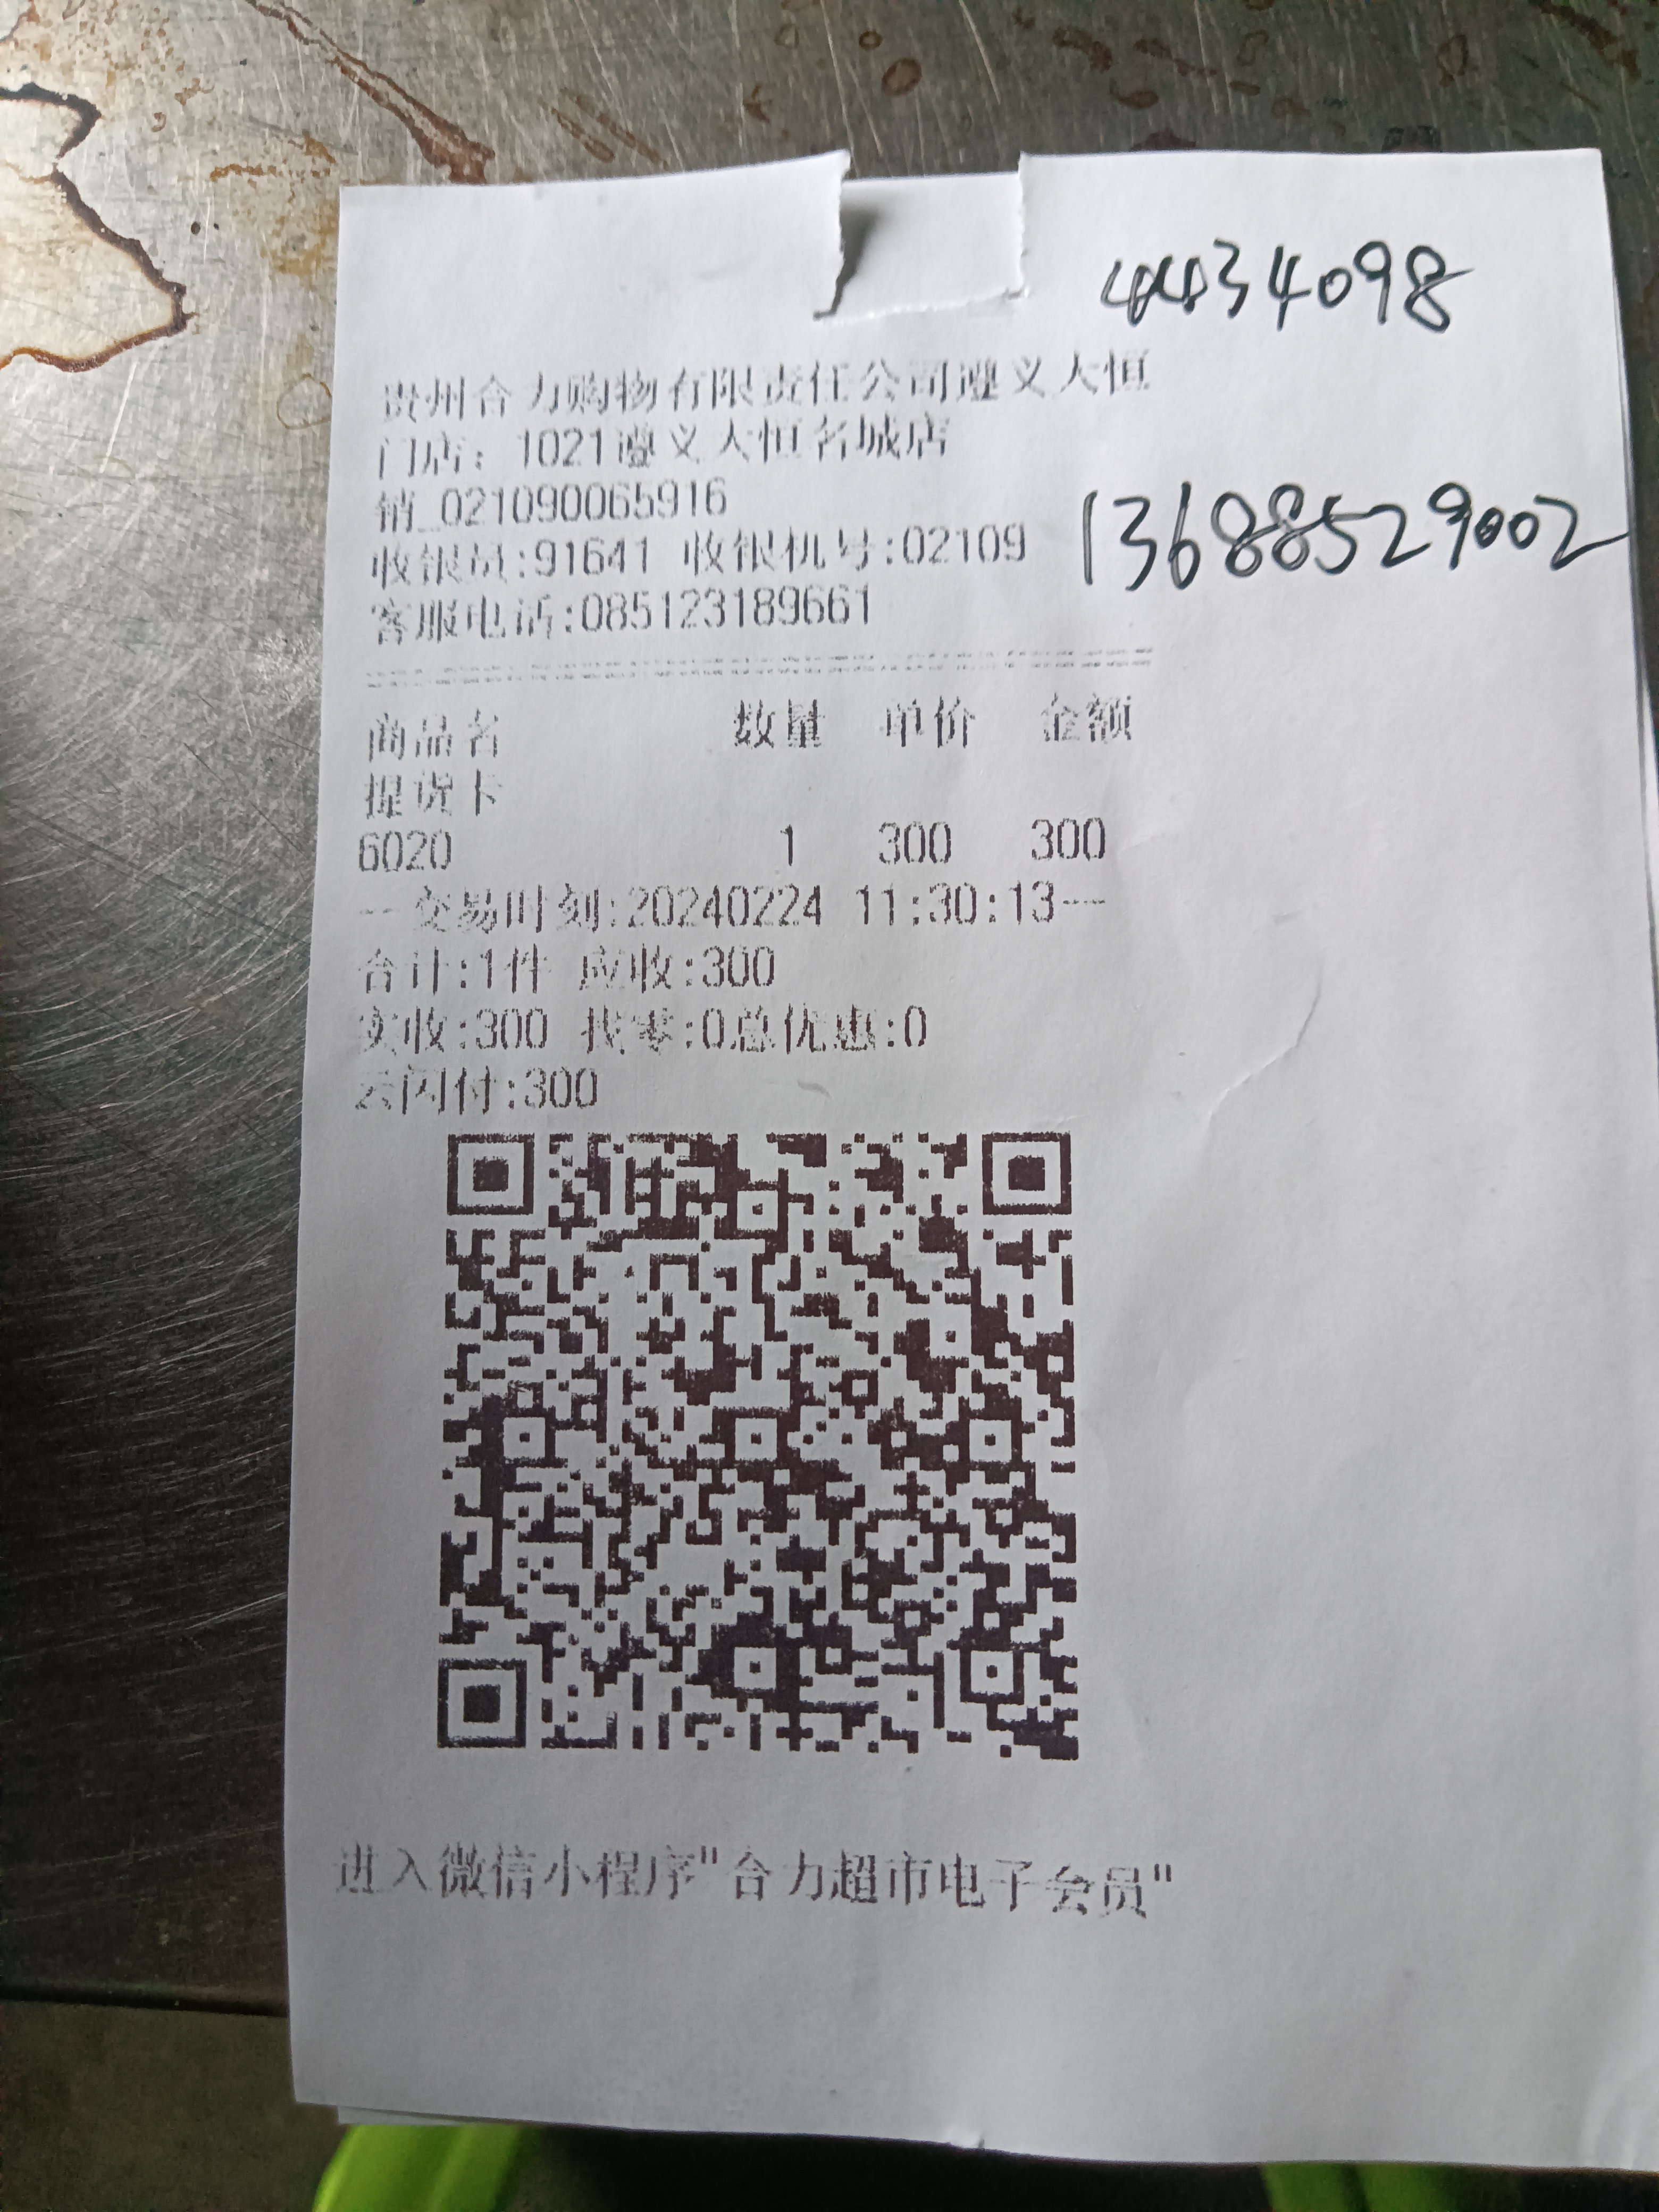 4434098
贵州合力购物有限责任公司遵义大恒
门店：1021遵义大恒名城店
销_021090065916
13688529002
收银员:91641 收银机号:02109
客服电话:085123189661
商品名 数量 单价 金额
提货卡
6020 1 300 300
--交易时刻:20240224 11:30:13--
合计:1件 应收:300
实收:300 找零:0总优惠:0
云闪付:300
进入微信小程序"合力超市电子会员"